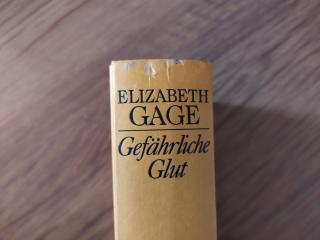 ELIZABETH
GAGE
Gefährliche
Glut